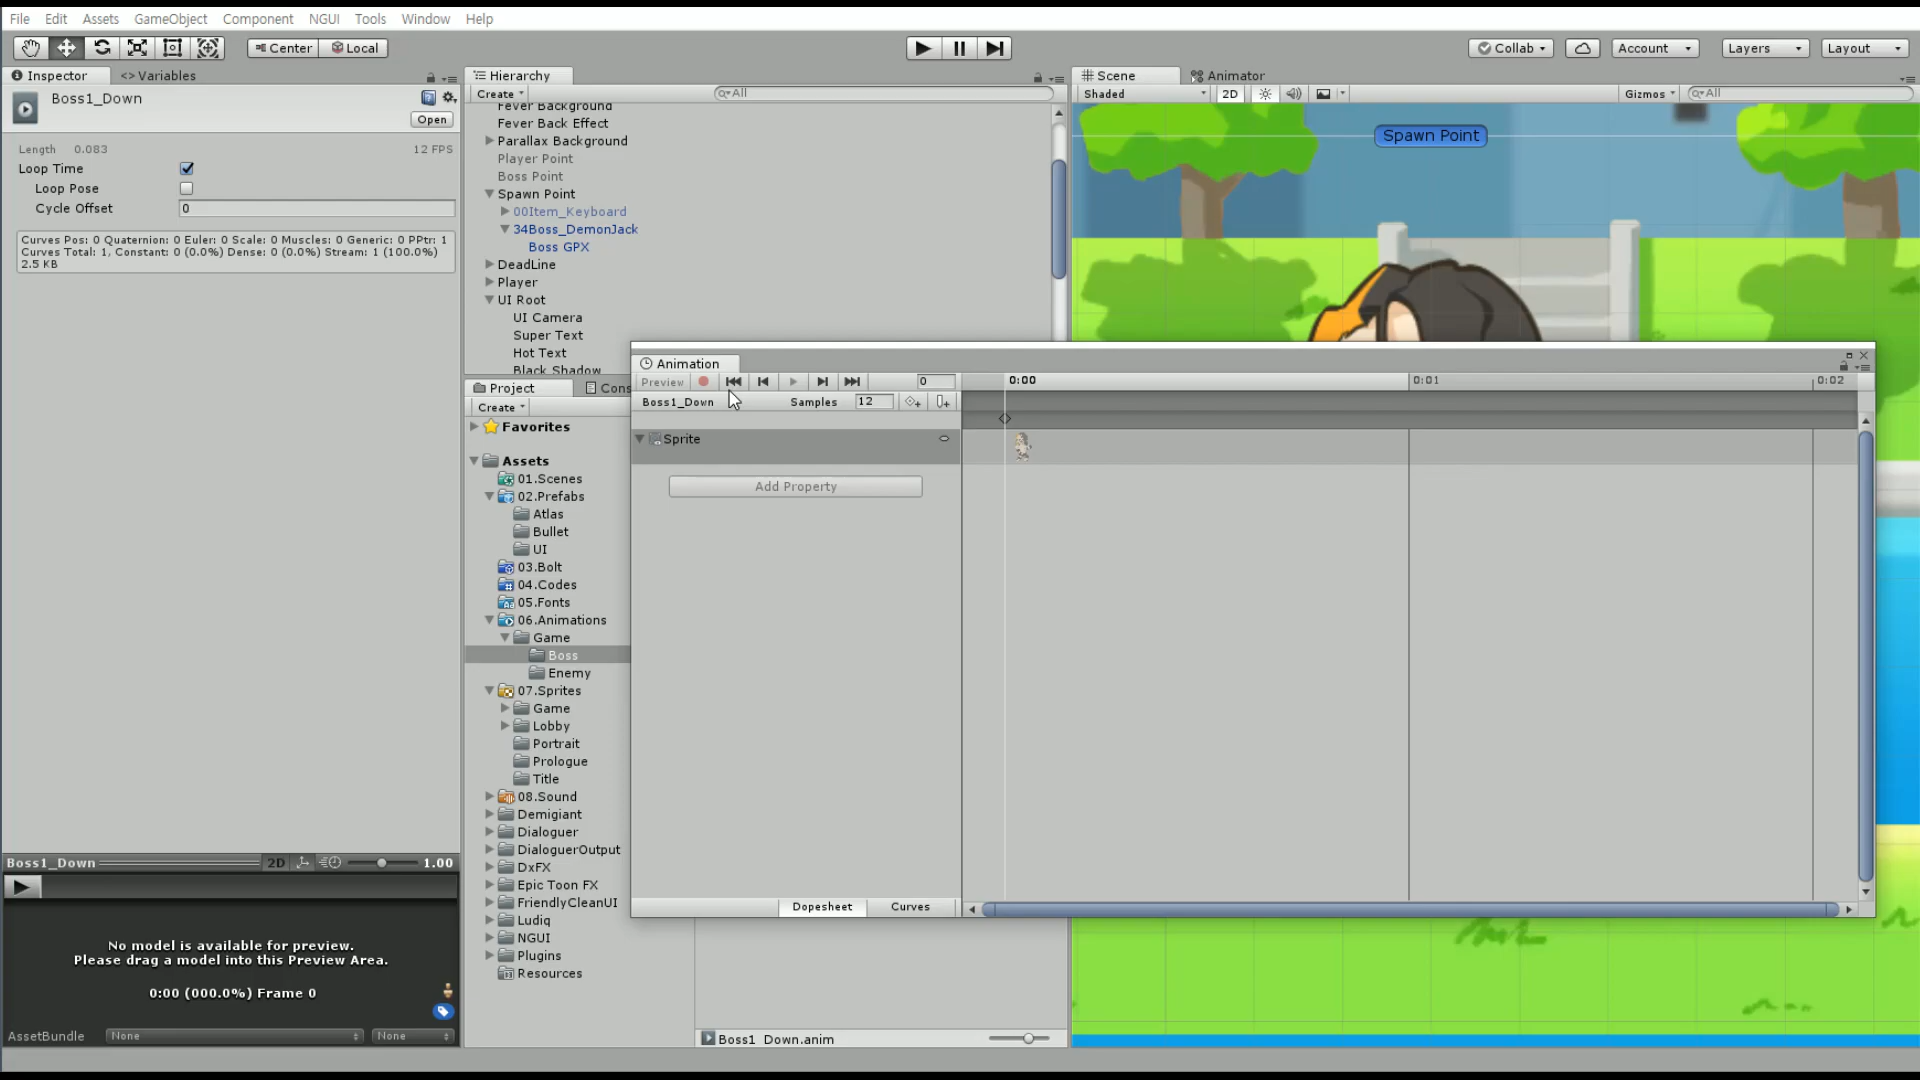 File Edit Assets GameObject Component NGUI Tools Window Help
Center Local Collab Account Layers Layout
Inspector <> Variables
Boss1_Down
Open
Length 0.083 12 FPS
Loop Time
Loop Pose
Cycle Offset 0
Curves Pos: 0 Quaternion: 0 Euler: 0 Scale: 0 Muscles: 0 Generic: 0 PPtr: 1
Curves Total: 1, Constant: 0 (0.0%) Dense: 0 (0.0%) Stream: 1 (100.0%)
2.5 KB
Boss1_Down 2D 1.00
No model is available for preview.
Please drag a model into this Preview Area.
0:00 (000.0%) Frame 0
AssetBundle None None
Hierarchy
Create All
Fever Background
Fever Back Effect
Parallax Background
Player Point
Boss Point
Spawn Point
00Item_Keyboard
34Boss_DemonJack
Boss GPX
DeadLine
Player
UI Root
UI Camera
Super Text
Hot Text
Black Shadow
Project Cons
Create
Favorites
Assets
01.Scenes
02.Prefabs
Atlas
Bullet
UI
03.Bolt
04.Codes
05.Fonts
06.Animations
Game
Boss
Enemy
07.Sprites
Game
Lobby
Portrait
Prologue
Title
08.Sound
Demigiant
Dialoguer
DialoguerOutput
DxFX
Epic Toon FX
FriendlyCleanUI
Ludiq
NGUI
Plugins
Resources
Boss1_Down.anim
Animation
Preview 0 0:00 0:01 0:02
Boss1_Down Samples 12
Sprite
Add Property
Dopesheet Curves
Scene Animator
Shaded 2D Gizmos All
Spawn Point